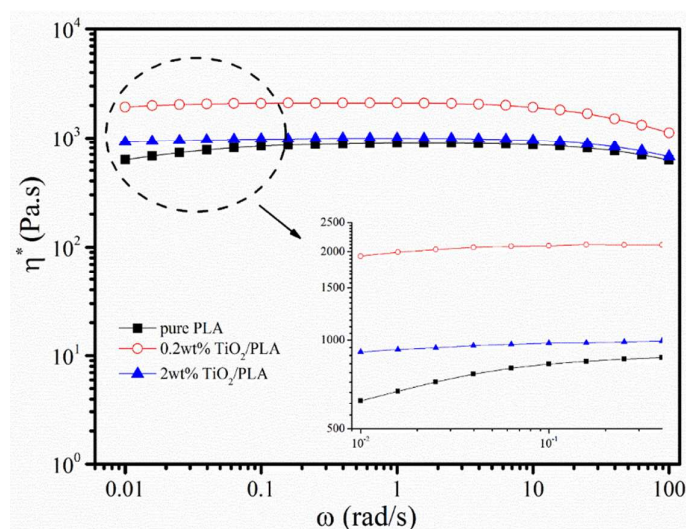 10⁴
10³
10²
10¹
10⁰
η* (Pa.s)
pure PLA
0.2wt% TiO₂/PLA
2wt% TiO₂/PLA
2500
2000
1500
1000
500
10⁻²
10⁻¹
0.01 0.1 1 10 100
ω (rad/s)